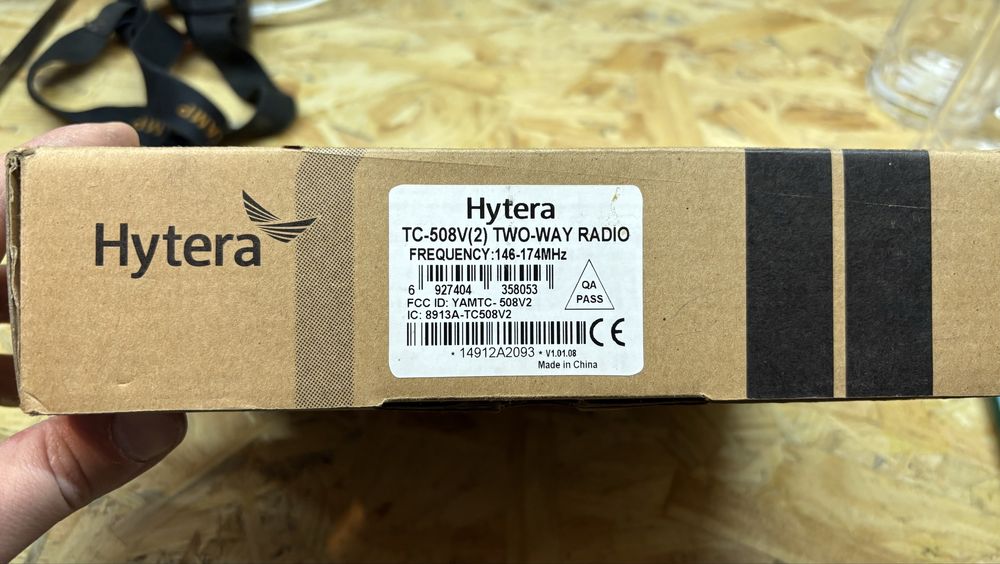 Hytera
Hytera
TC-508V(2) TWO-WAY RADIO
FREQUENCY:146-174MHz
6 927404 358053
QA
PASS
FCC ID: YAMTC- 508V2
IC: 8913A-TC508V2
CE
* 14912A2093 * V1.01.08
Made in China